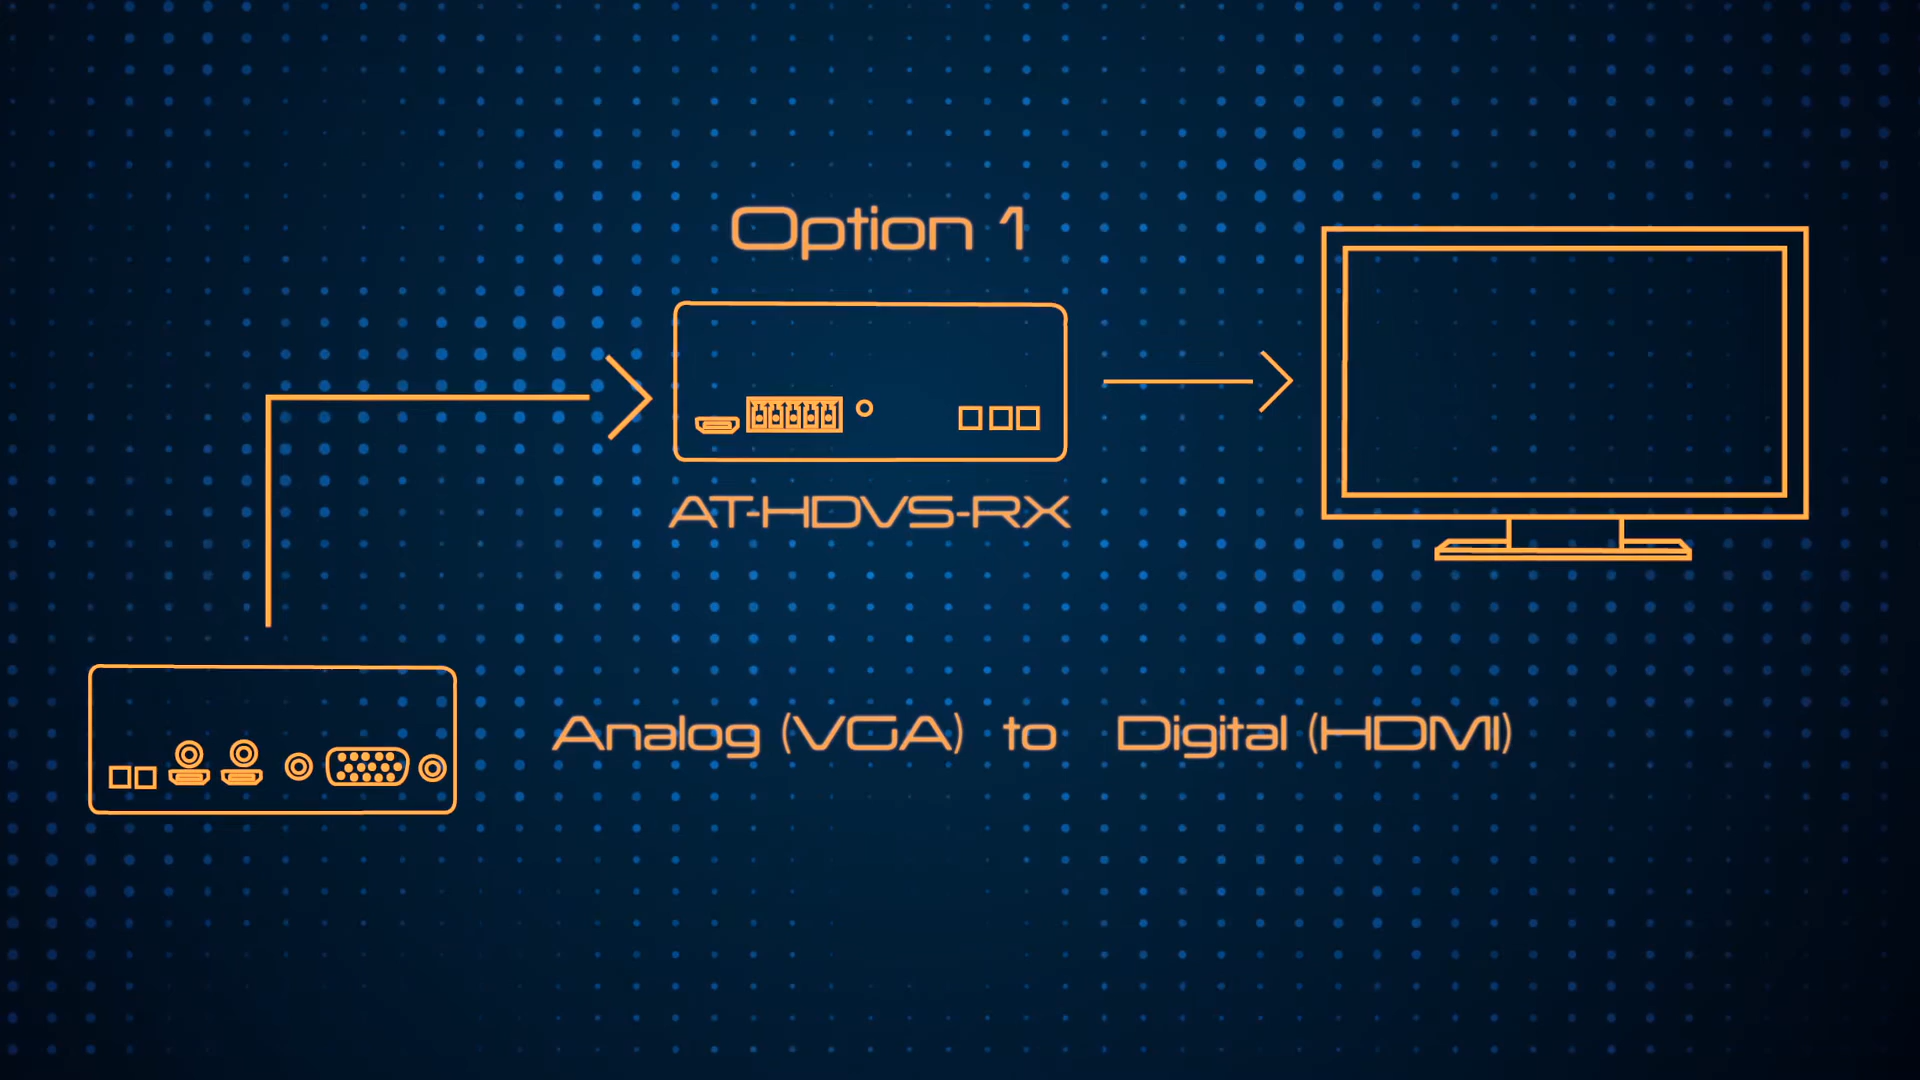 Option 1
AT-HDVS-RX
Analog (VGA) to Digital (HDMI)